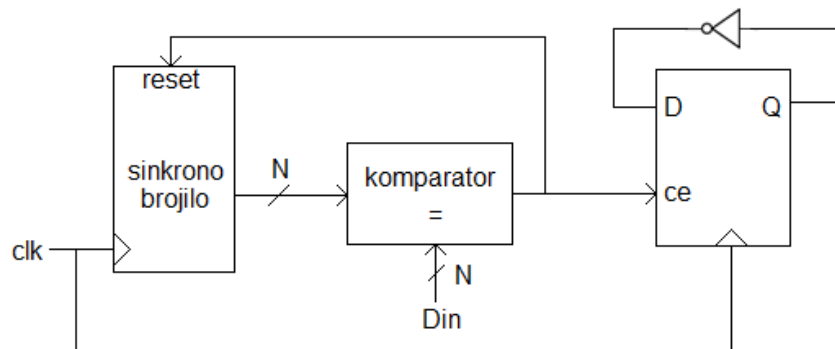 reset
sinkrono
brojilo
N
komparator
=
D
Q
ce
clk
N
Din